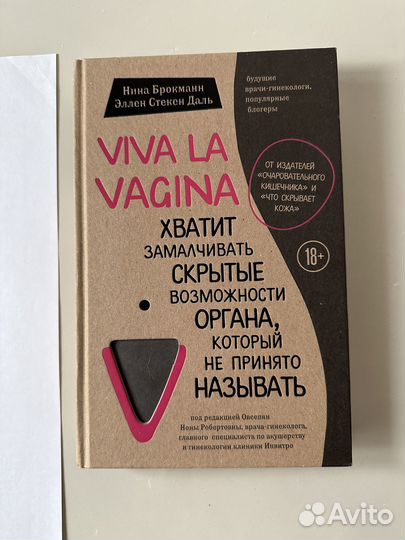 Нина Брокманн
Эллен Стекен Даль
будущие
врачи-гинекологи,
популярные
блогеры
VIVA LA
VAGINA
ОТ ИЗДАТЕЛЕЙ
«ОЧАРОВАТЕЛЬНОГО
КИШЕЧНИКА» И
«ЧТО СКРЫВАЕТ
КОЖА»
18+
ХВАТИТ
ЗАМАЛЧИВАТЬ
СКРЫТЫЕ
ВОЗМОЖНОСТИ
ОРГАНА,
КОТОРЫЙ
НЕ ПРИНЯТО
НАЗЫВАТЬ
под редакцией Овсепян
Ноны Робертовны, врача-гинеколога,
главного специалиста по акушерству
и гинекологии клиники Инвитро
Avito